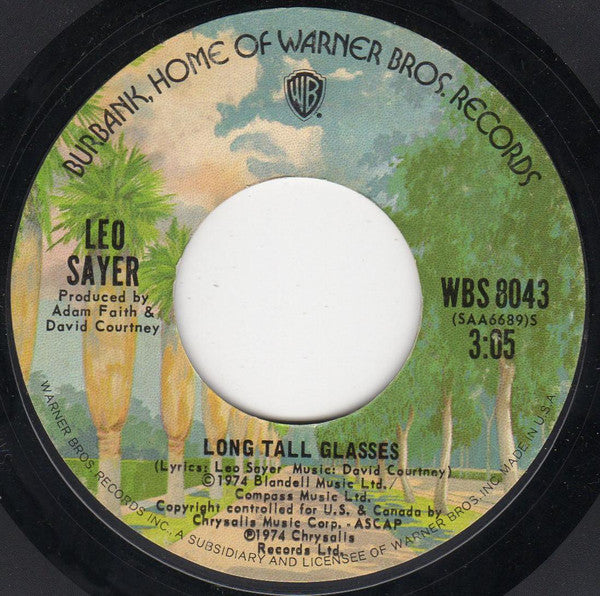 BURBANK, HOME OF WARNER BROS. RECORDS
WB
LEO
SAYER
Produced by
Adam Faith &
David Courtney
WBS 8043
(SAA6689)S
3:05
LONG TALL GLASSES
(Lyrics: Leo Sayer Music: David Courtney)
©1974 Blandell Music Ltd./
Compass Music Ltd.
Copyright controlled for U.S. & Canada by
Chrysalis Music Corp. - ASCAP
℗1974 Chrysalis
Records Ltd.
WARNER BROS. RECORDS INC. A SUBSIDIARY AND LICENSEE OF WARNER BROS. INC. MADE IN U.S.A.